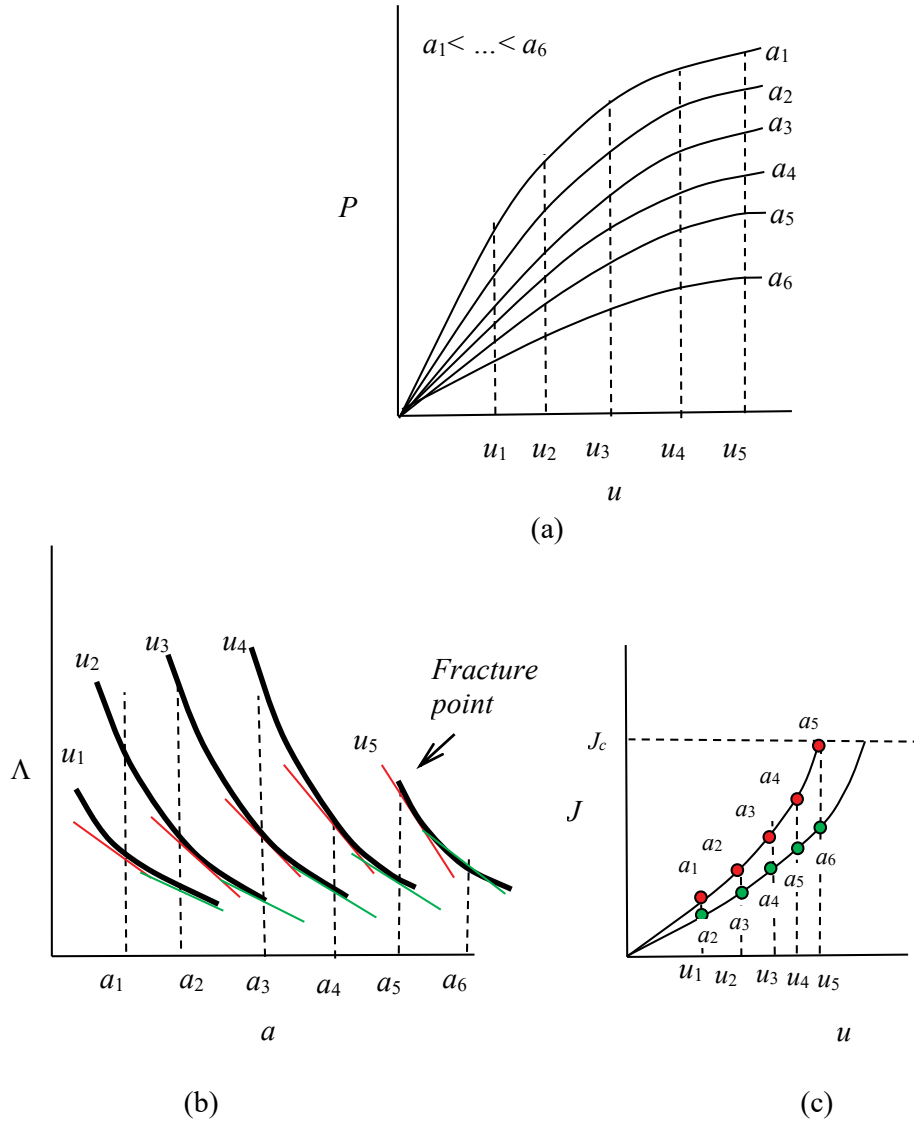 a1< ...< a6
a1
a2
a3
a4
a5
a6
P
u1 u2 u3 u4 u5
u
(a)
u1
u2
u3
u4
u5
Fracture
point
Λ
a1 a2 a3 a4 a5 a6
a
(b)
Jc
J
a1
a2
a3
a4
a5
a2
a3
a4
a5
a6
u1 u2 u3 u4 u5
u
(c)